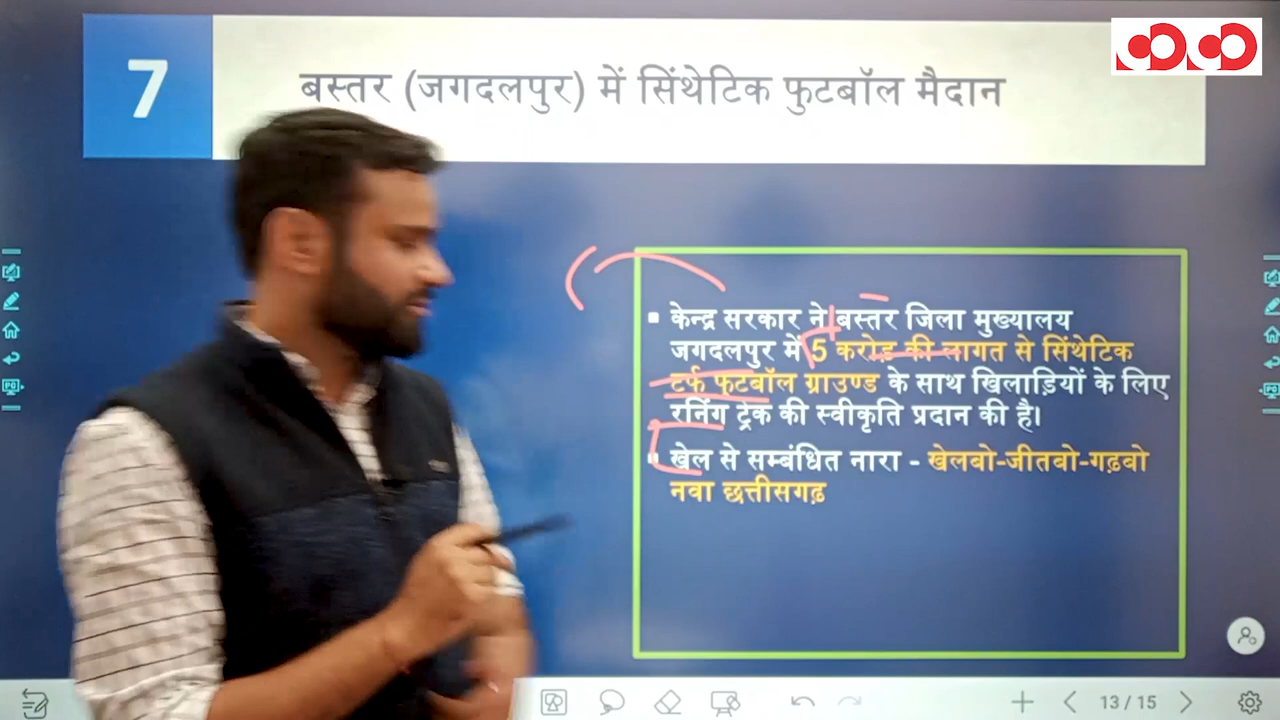 7
बस्तर (जगदलपुर) में सिंथेटिक फुटबॉल मैदान
▪ केन्द्र सरकार ने बस्तर जिला मुख्यालय
जगदलपुर में 5 करोड़ की लागत से सिंथेटिक
टर्फ फुटबॉल ग्राउण्ड के साथ खिलाड़ियों के लिए
रनिंग ट्रेक की स्वीकृति प्रदान की है।
▪ खेल से सम्बंधित नारा - खेलबो-जीतबो-गढ़बो
नवा छत्तीसगढ़
13 / 15